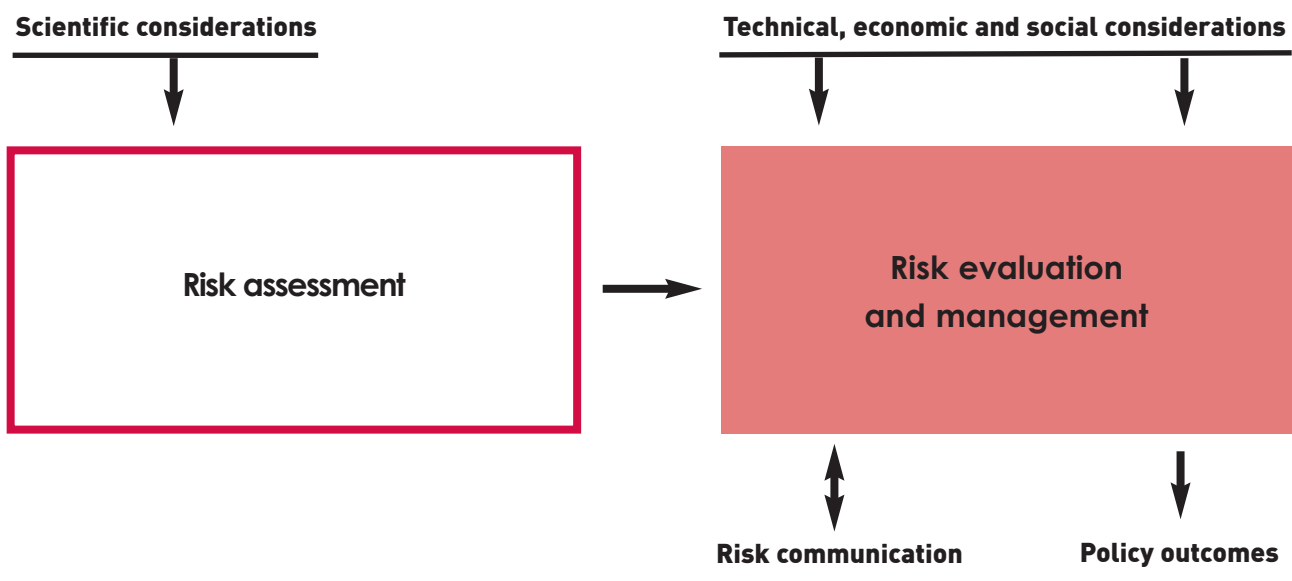 Scientific considerations
Technical, economic and social considerations
Risk assessment
Risk evaluation
and management
Risk communication
Policy outcomes